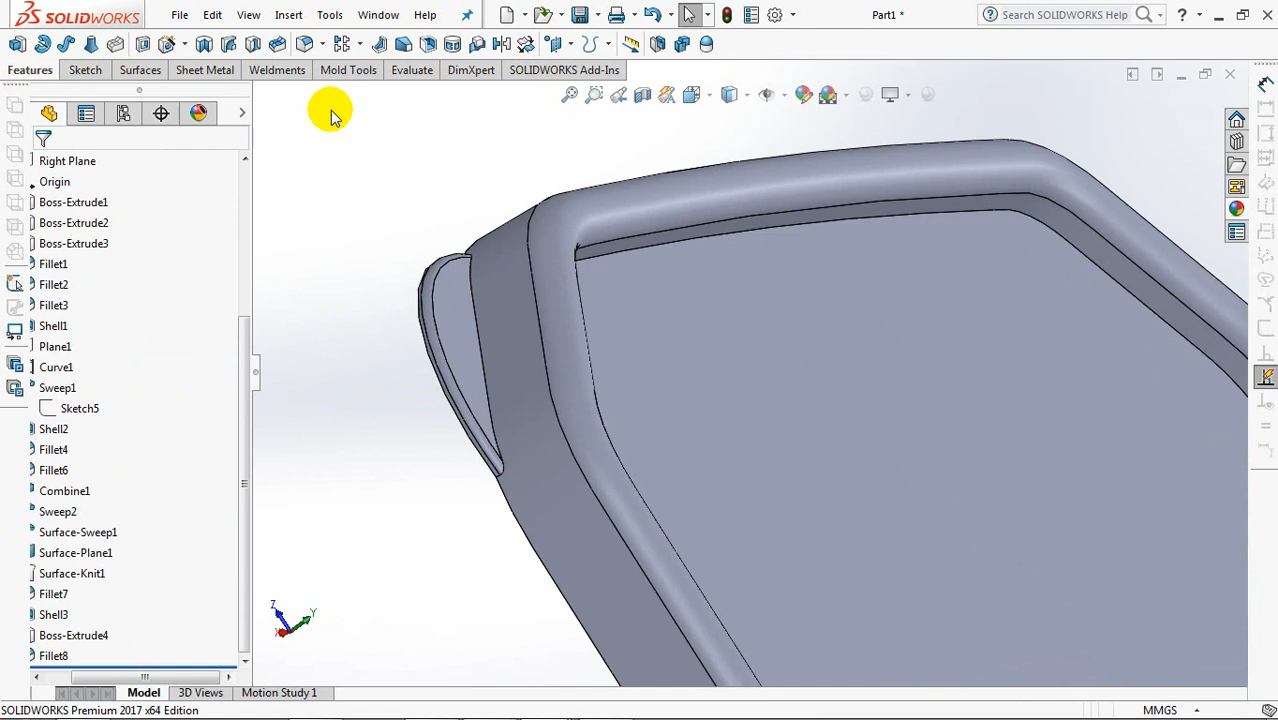 SOLIDWORKS File Edit View Insert Tools Window Help Part1 * Search SOLIDWORKS Help ?
Features Sketch Surfaces Sheet Metal Weldments Mold Tools Evaluate DimXpert SOLIDWORKS Add-Ins
Right Plane
Origin
Boss-Extrude1
Boss-Extrude2
Boss-Extrude3
Fillet1
Fillet2
Fillet3
Shell1
Plane1
Curve1
Sweep1
Sketch5
Shell2
Fillet4
Fillet6
Combine1
Sweep2
Surface-Sweep1
Surface-Plane1
Surface-Knit1
Fillet7
Shell3
Boss-Extrude4
Fillet8
Z
Y
X
Model 3D Views Motion Study 1
SOLIDWORKS Premium 2017 x64 Edition MMGS